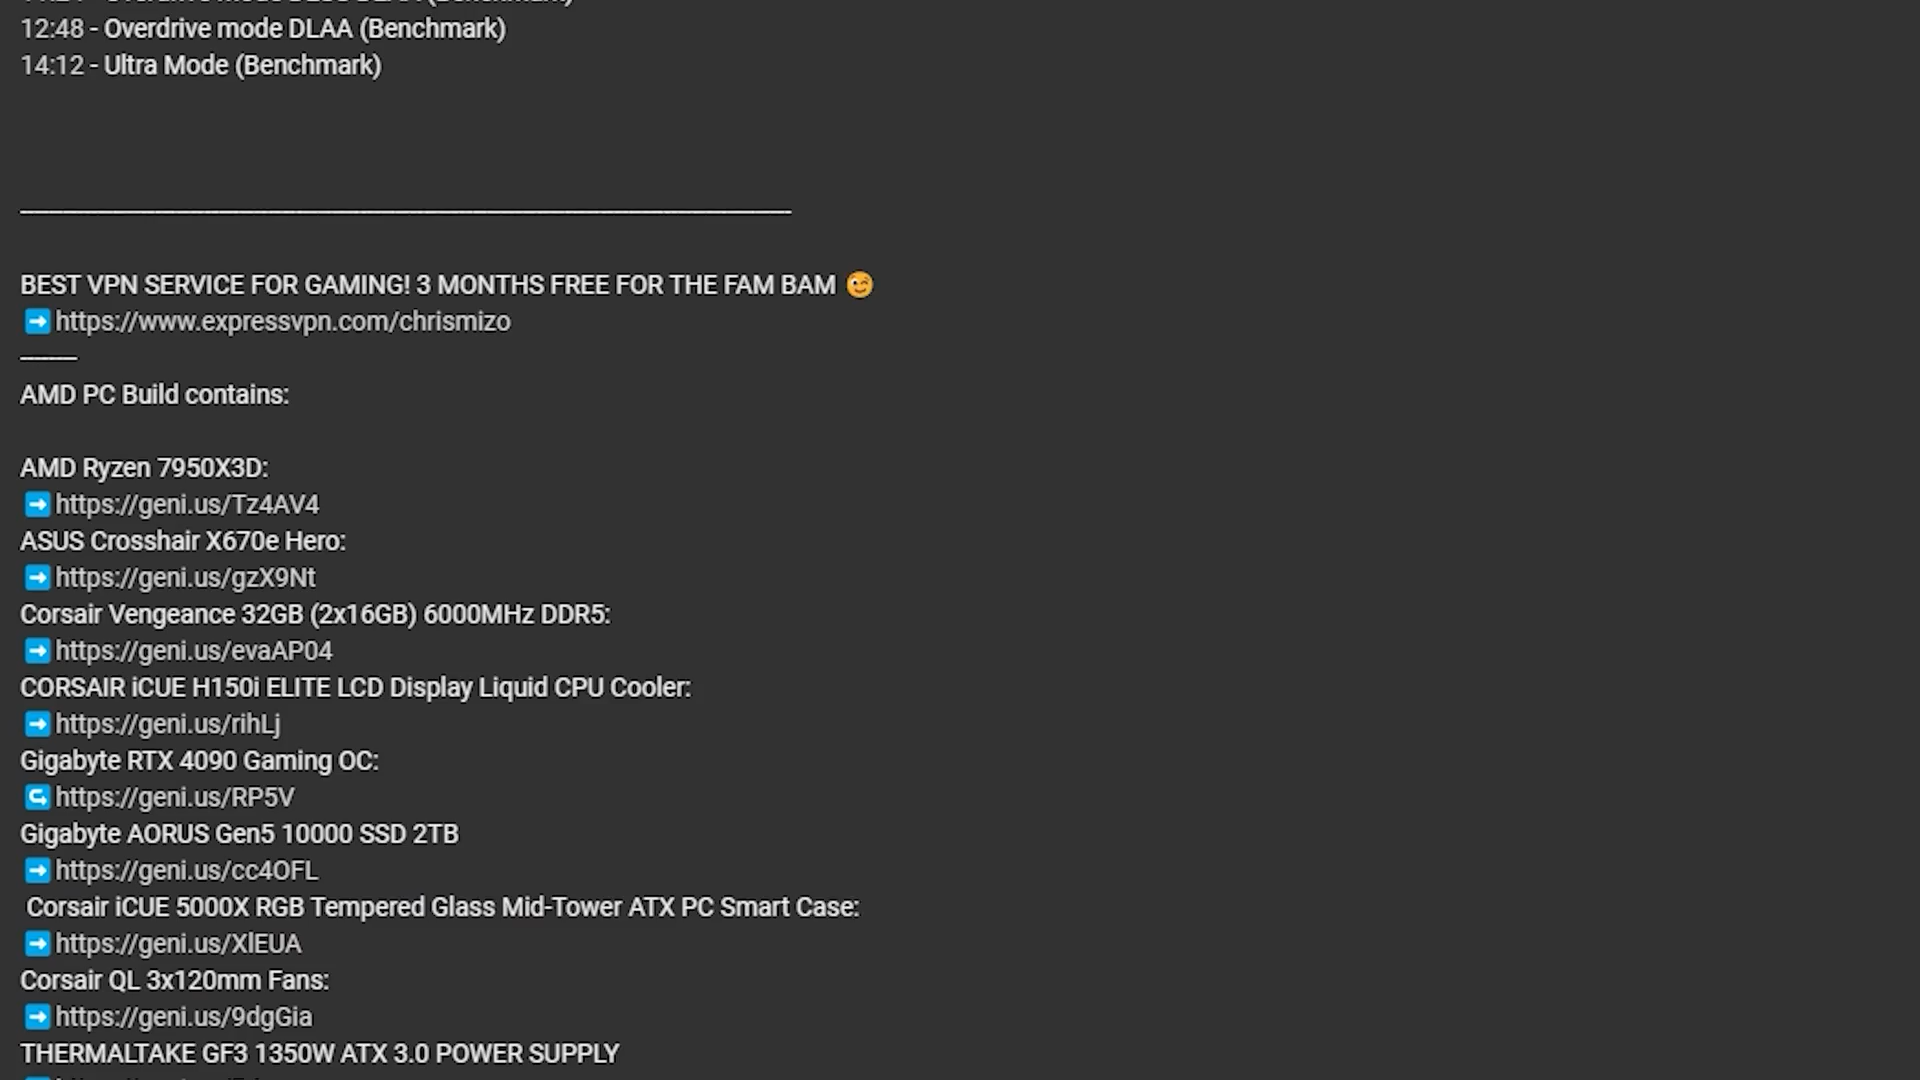 12:48 - Overdrive mode DLAA (Benchmark)
14:12 - Ultra Mode (Benchmark)
BEST VPN SERVICE FOR GAMING! 3 MONTHS FREE FOR THE FAM BAM 😉
➡️https://www.expressvpn.com/chrismizo
AMD PC Build contains:
AMD Ryzen 7950X3D:
➡️https://geni.us/Tz4AV4
ASUS Crosshair X670e Hero:
➡️https://geni.us/gzX9Nt
Corsair Vengeance 32GB (2x16GB) 6000MHz DDR5:
➡️https://geni.us/evaAP04
CORSAIR iCUE H150i ELITE LCD Display Liquid CPU Cooler:
➡️https://geni.us/rihLj
Gigabyte RTX 4090 Gaming OC:
↪️https://geni.us/RP5V
Gigabyte AORUS Gen5 10000 SSD 2TB
➡️https://geni.us/cc4OFL
Corsair iCUE 5000X RGB Tempered Glass Mid-Tower ATX PC Smart Case:
➡️https://geni.us/XlEUA
Corsair QL 3x120mm Fans:
➡️https://geni.us/9dgGia
THERMALTAKE GF3 1350W ATX 3.0 POWER SUPPLY